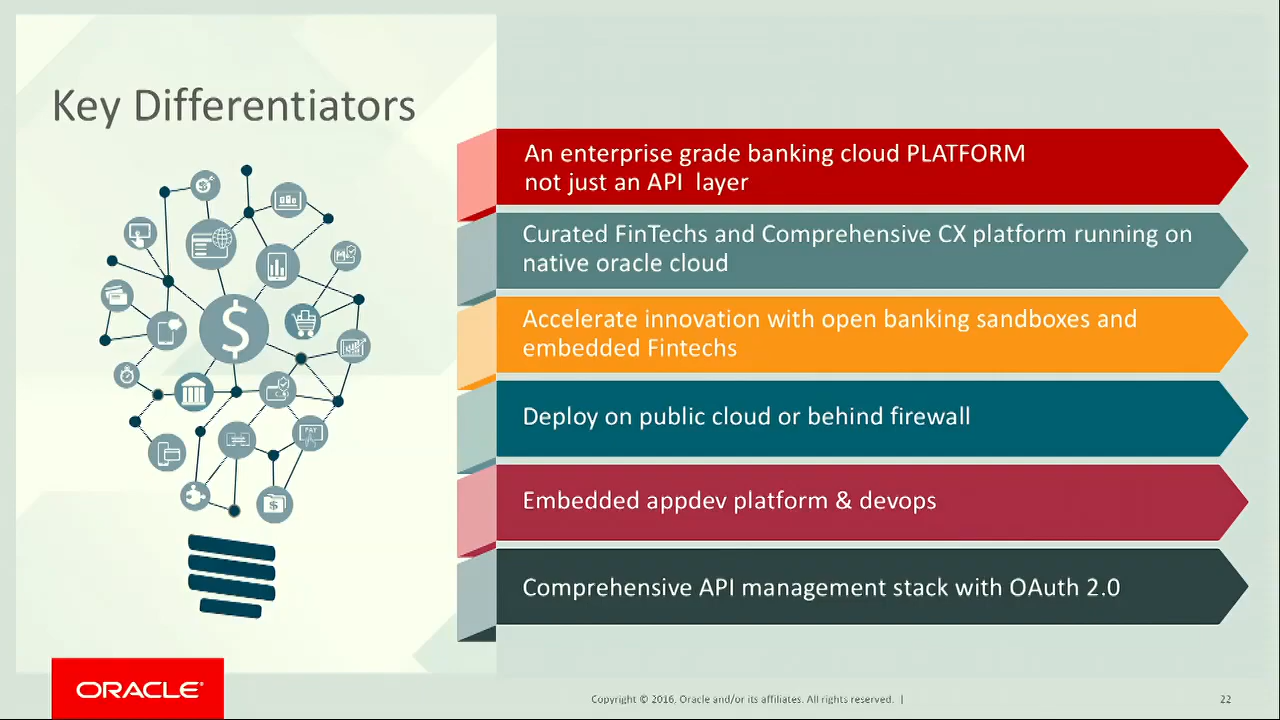 Key Differentiators
An enterprise grade banking cloud PLATFORM
not just an API layer
Curated FinTechs and Comprehensive CX platform running on
native oracle cloud
Accelerate innovation with open banking sandboxes and
embedded Fintechs
Deploy on public cloud or behind firewall
Embedded appdev platform & devops
Comprehensive API management stack with OAuth 2.0
$
PAY
$
ORACLE®
Copyright © 2016, Oracle and/or its affiliates. All rights reserved. |
22